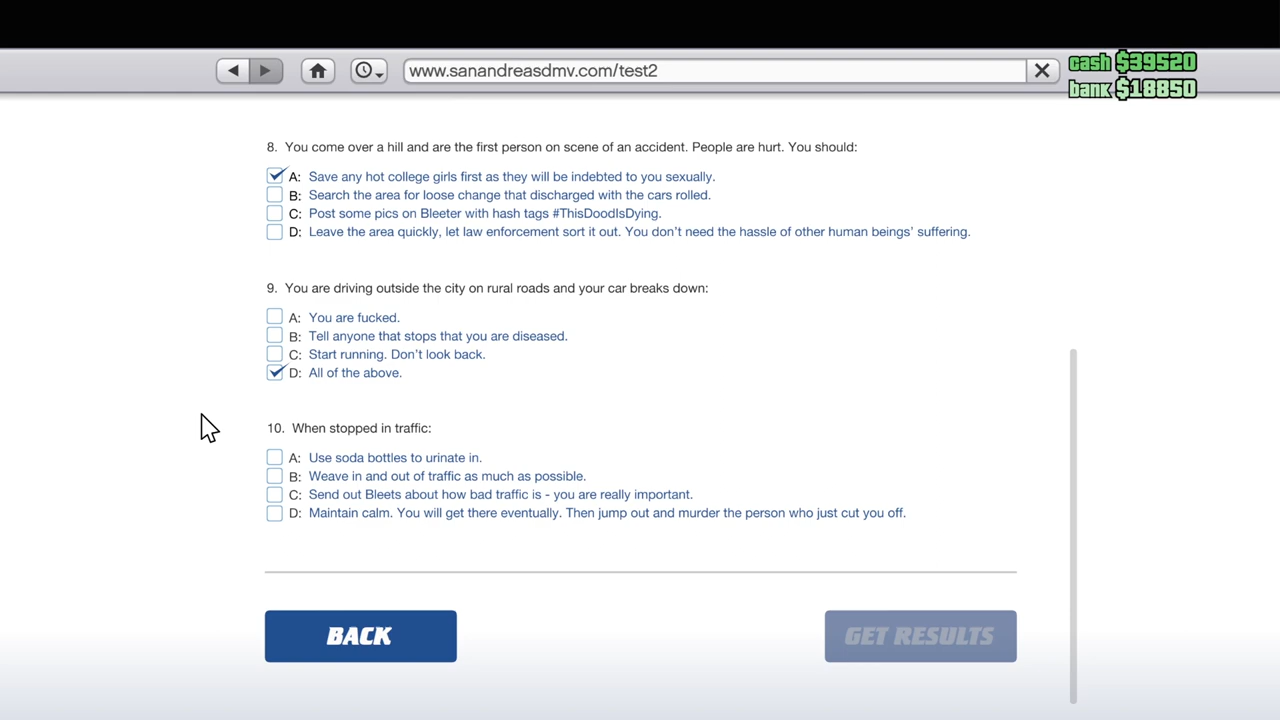 www.sanandreasdmv.com/test2
cash $39520
bank $18850
8. You come over a hill and are the first person on scene of an accident. People are hurt. You should:
A: Save any hot college girls first as they will be indebted to you sexually.
B: Search the area for loose change that discharged with the cars rolled.
C: Post some pics on Bleeter with hash tags #ThisDoodIsDying.
D: Leave the area quickly, let law enforcement sort it out. You don't need the hassle of other human beings' suffering.
9. You are driving outside the city on rural roads and your car breaks down:
A: You are fucked.
B: Tell anyone that stops that you are diseased.
C: Start running. Don't look back.
D: All of the above.
10. When stopped in traffic:
A: Use soda bottles to urinate in.
B: Weave in and out of traffic as much as possible.
C: Send out Bleets about how bad traffic is - you are really important.
D: Maintain calm. You will get there eventually. Then jump out and murder the person who just cut you off.
BACK
GET RESULTS